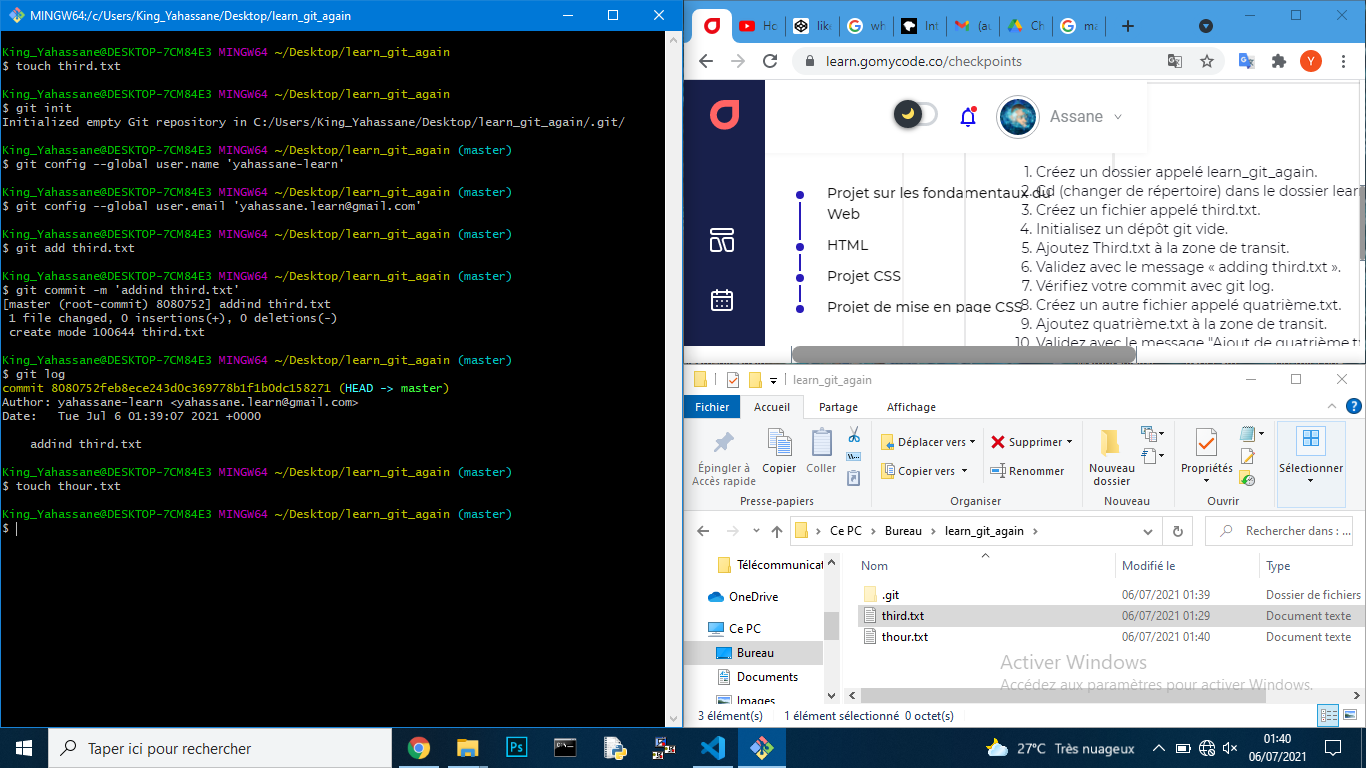 MINGW64:/c/Users/King_Yahassane/Desktop/learn_git_again
King_Yahassane@DESKTOP-7CM84E3 MINGW64 ~/Desktop/learn_git_again
$ touch third.txt
King_Yahassane@DESKTOP-7CM84E3 MINGW64 ~/Desktop/learn_git_again
$ git init
Initialized empty Git repository in C:/Users/King_Yahassane/Desktop/learn_git_again/.git/
King_Yahassane@DESKTOP-7CM84E3 MINGW64 ~/Desktop/learn_git_again (master)
$ git config --global user.name 'yahassane-learn'
King_Yahassane@DESKTOP-7CM84E3 MINGW64 ~/Desktop/learn_git_again (master)
$ git config --global user.email 'yahassane.learn@gmail.com'
King_Yahassane@DESKTOP-7CM84E3 MINGW64 ~/Desktop/learn_git_again (master)
$ git add third.txt
King_Yahassane@DESKTOP-7CM84E3 MINGW64 ~/Desktop/learn_git_again (master)
$ git commit -m 'addind third.txt'
[master (root-commit) 8080752] addind third.txt
1 file changed, 0 insertions(+), 0 deletions(-)
create mode 100644 third.txt
King_Yahassane@DESKTOP-7CM84E3 MINGW64 ~/Desktop/learn_git_again (master)
$ git log
commit 8080752feb8ece243d0c369778b1f1b0dc158271 (HEAD -> master)
Author: yahassane-learn <yahassane.learn@gmail.com>
Date:   Tue Jul 6 01:39:07 2021 +0000
addind third.txt
King_Yahassane@DESKTOP-7CM84E3 MINGW64 ~/Desktop/learn_git_again (master)
$ touch thour.txt
King_Yahassane@DESKTOP-7CM84E3 MINGW64 ~/Desktop/learn_git_again (master)
$
Ho like wh Int (au Ch ma
learn.gomycode.co/checkpoints
Y
Assane
Projet sur les fondamentaux du
Web
HTML
Projet CSS
Projet de mise en page CSS
1. Créez un dossier appelé learn_git_again.
2. Cd (changer de répertoire) dans le dossier lear
3. Créez un fichier appelé third.txt.
4. Initialisez un dépôt git vide.
5. Ajoutez Third.txt à la zone de transit.
6. Validez avec le message « adding third.txt ».
7. Vérifiez votre commit avec git log.
8. Créez un autre fichier appelé quatrième.txt.
9. Ajoutez quatrième.txt à la zone de transit.
10. Validez avec le message "Ajout de quatrième.t
learn_git_again
Fichier Accueil Partage Affichage
Épingler à
Accès rapide
Copier Coller
Presse-papiers
Déplacer vers
Copier vers
Supprimer
Renommer
Organiser
Nouveau
dossier
Nouveau
Propriétés
Ouvrir
Sélectionner
Ce PC Bureau learn_git_again
Rechercher dans : ...
Télécommunicat
OneDrive
Ce PC
Bureau
Documents
Images
Nom Modifié le Type
.git 06/07/2021 01:39 Dossier de fichiers
third.txt 06/07/2021 01:29 Document texte
thour.txt 06/07/2021 01:40 Document texte
Activer Windows
Accédez aux paramètres pour activer Windows.
3 élément(s) 1 élément sélectionné 0 octet(s)
Taper ici pour rechercher
Ps
27°C Très nuageux
01:40
06/07/2021